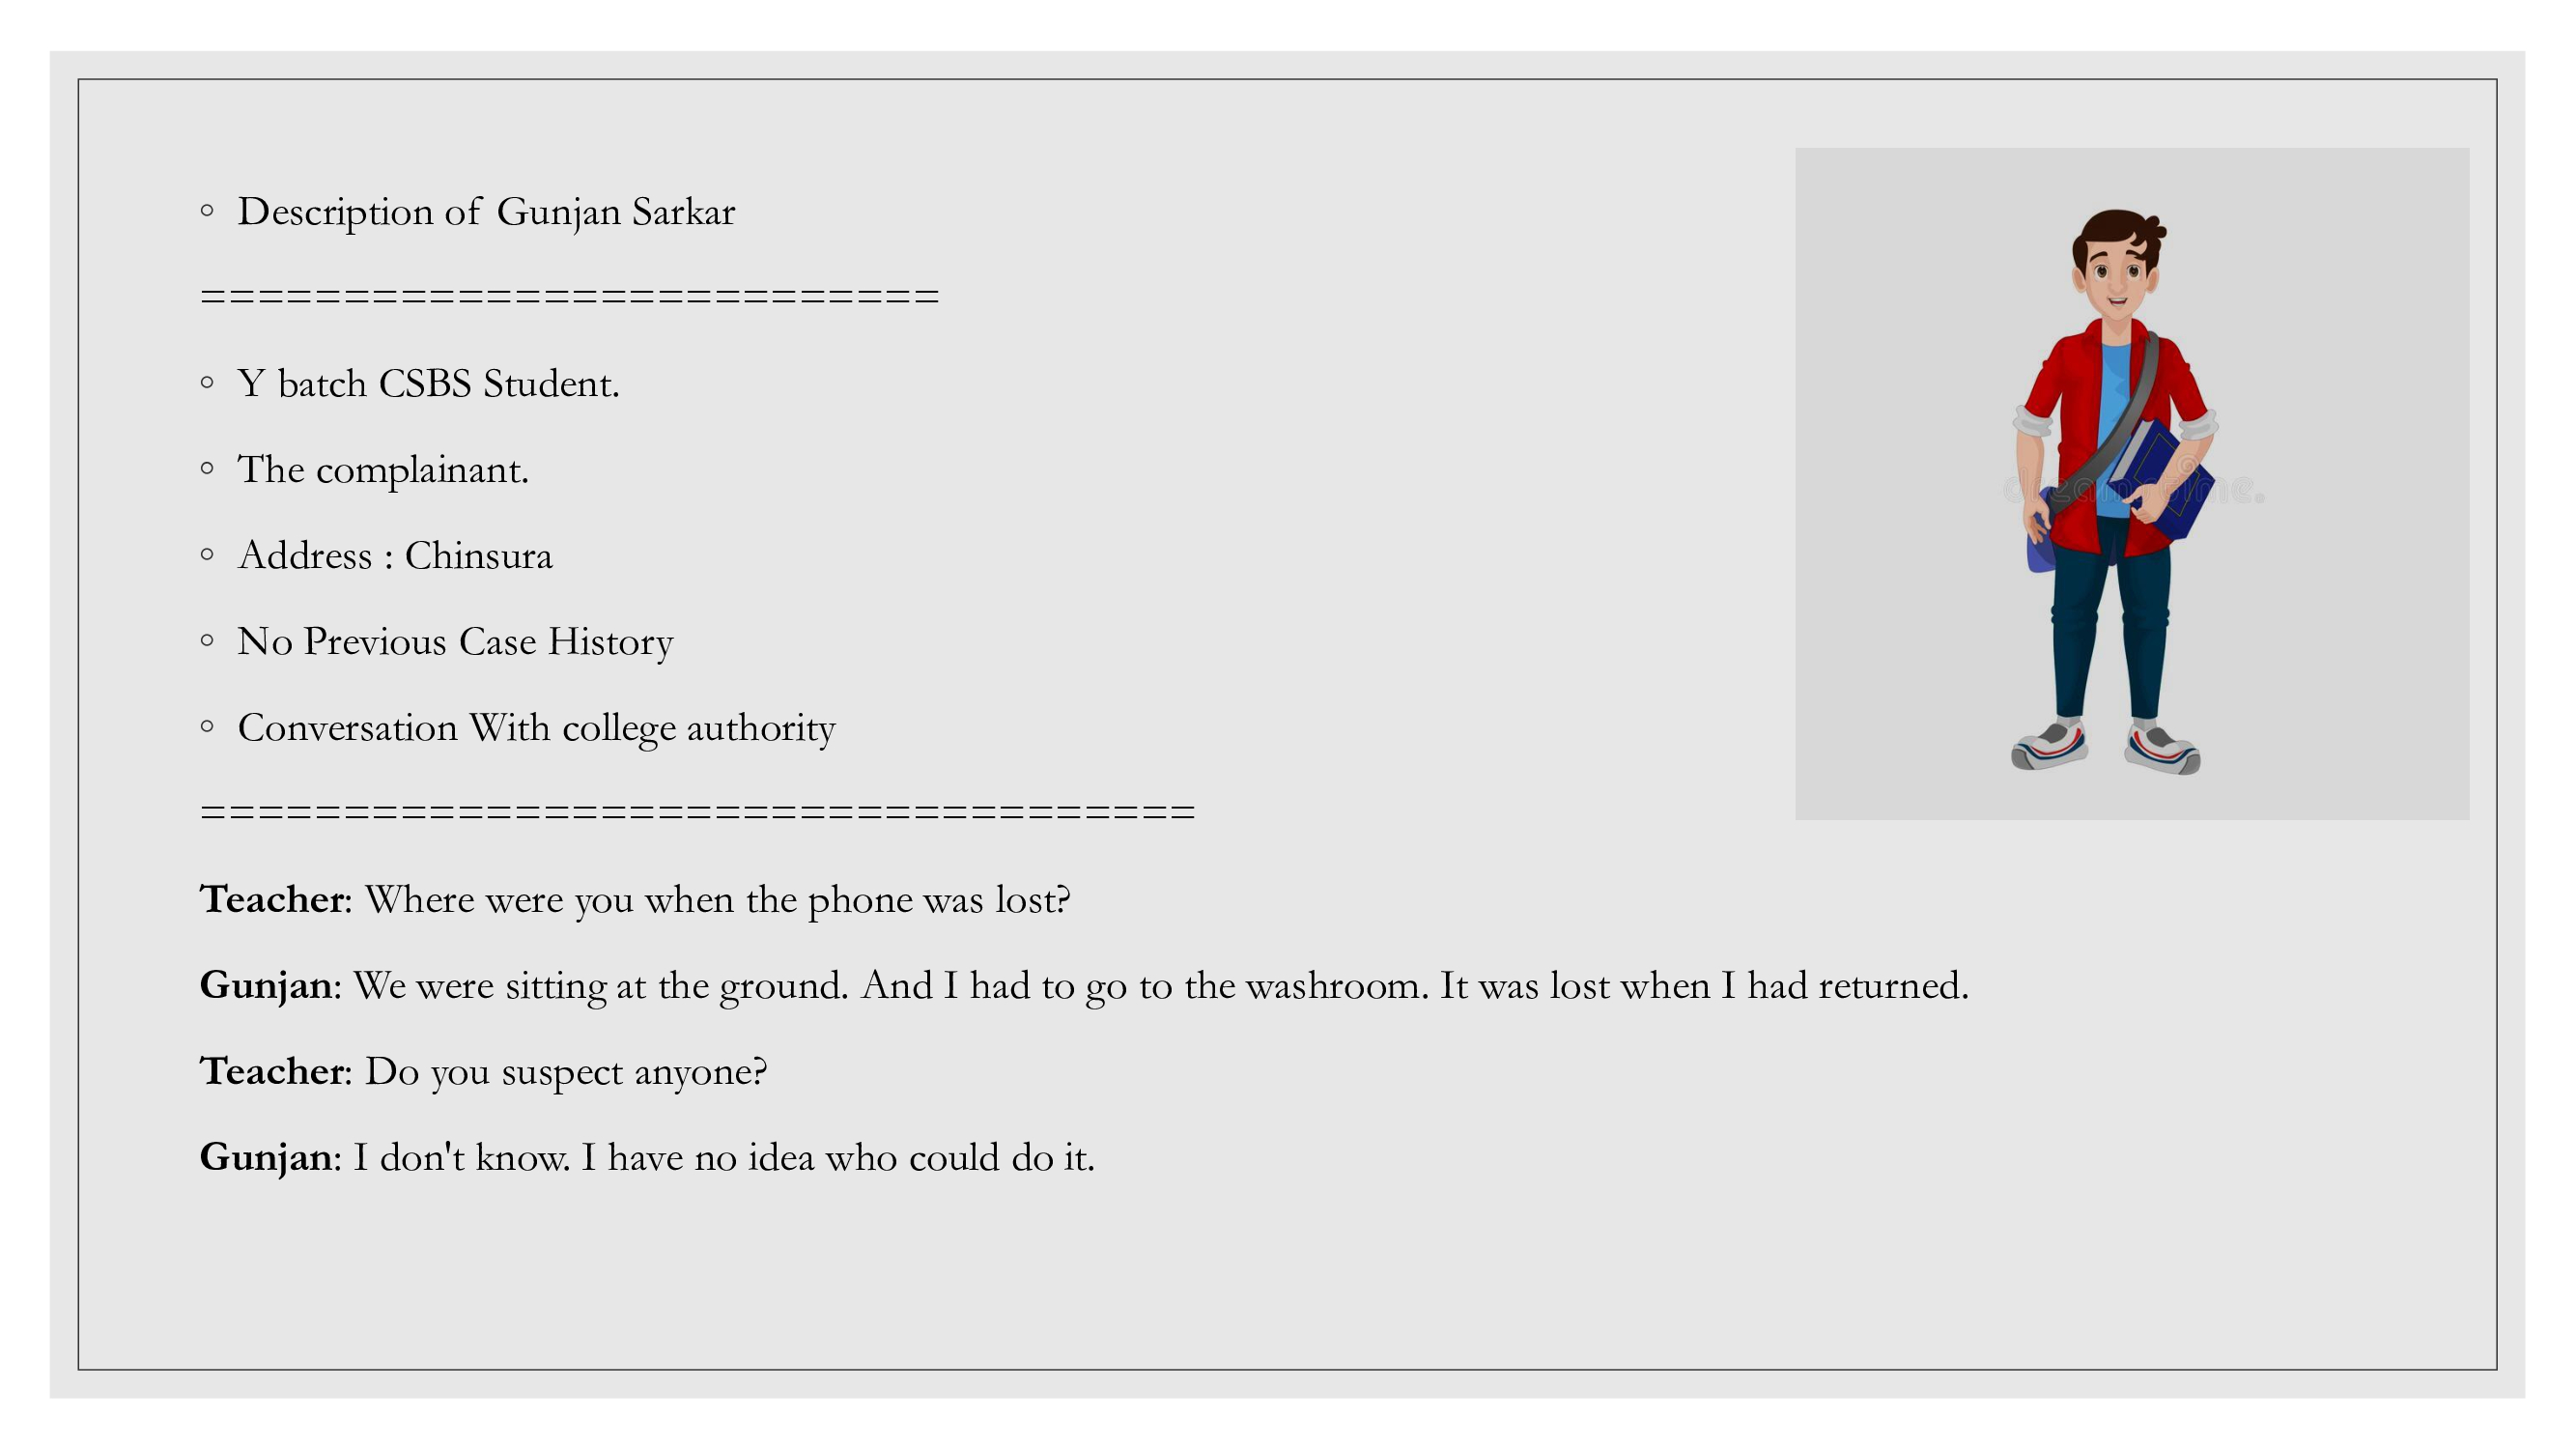 ◦ Description of Gunjan Sarkar
==========================
◦ Y batch CSBS Student.
◦ The complainant.
◦ Address : Chinsura
◦ No Previous Case History
◦ Conversation With college authority
===================================
Teacher: Where were you when the phone was lost?
Gunjan: We were sitting at the ground. And I had to go to the washroom. It was lost when I had returned.
Teacher: Do you suspect anyone?
Gunjan: I don't know. I have no idea who could do it.
dreamstime.